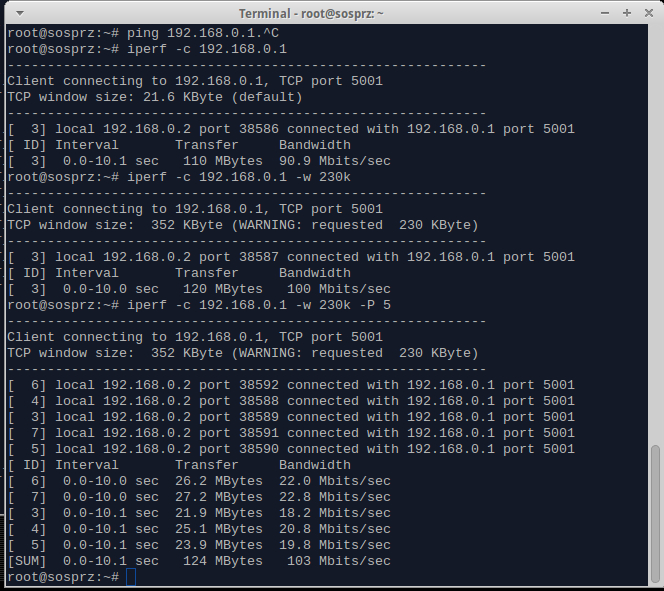 Terminal - root@sosprz: ~
root@sosprz:~# ping 192.168.0.1.^C
root@sosprz:~# iperf -c 192.168.0.1
------------------------------------------------------------
Client connecting to 192.168.0.1, TCP port 5001
TCP window size: 21.6 KByte (default)
------------------------------------------------------------
[  3] local 192.168.0.2 port 38586 connected with 192.168.0.1 port 5001
[ ID] Interval       Transfer     Bandwidth
[  3]  0.0-10.1 sec   110 MBytes  90.9 Mbits/sec
root@sosprz:~# iperf -c 192.168.0.1 -w 230k
------------------------------------------------------------
Client connecting to 192.168.0.1, TCP port 5001
TCP window size:  352 KByte (WARNING: requested  230 KByte)
------------------------------------------------------------
[  3] local 192.168.0.2 port 38587 connected with 192.168.0.1 port 5001
[ ID] Interval       Transfer     Bandwidth
[  3]  0.0-10.0 sec   120 MBytes   100 Mbits/sec
root@sosprz:~# iperf -c 192.168.0.1 -w 230k -P 5
------------------------------------------------------------
Client connecting to 192.168.0.1, TCP port 5001
TCP window size:  352 KByte (WARNING: requested  230 KByte)
------------------------------------------------------------
[  6] local 192.168.0.2 port 38592 connected with 192.168.0.1 port 5001
[  4] local 192.168.0.2 port 38588 connected with 192.168.0.1 port 5001
[  3] local 192.168.0.2 port 38589 connected with 192.168.0.1 port 5001
[  7] local 192.168.0.2 port 38591 connected with 192.168.0.1 port 5001
[  5] local 192.168.0.2 port 38590 connected with 192.168.0.1 port 5001
[ ID] Interval       Transfer     Bandwidth
[  6]  0.0-10.0 sec  26.2 MBytes  22.0 Mbits/sec
[  7]  0.0-10.0 sec  27.2 MBytes  22.8 Mbits/sec
[  3]  0.0-10.1 sec  21.9 MBytes  18.2 Mbits/sec
[  4]  0.0-10.1 sec  25.1 MBytes  20.8 Mbits/sec
[  5]  0.0-10.1 sec  23.9 MBytes  19.8 Mbits/sec
[SUM]  0.0-10.1 sec   124 MBytes   103 Mbits/sec
root@sosprz:~#